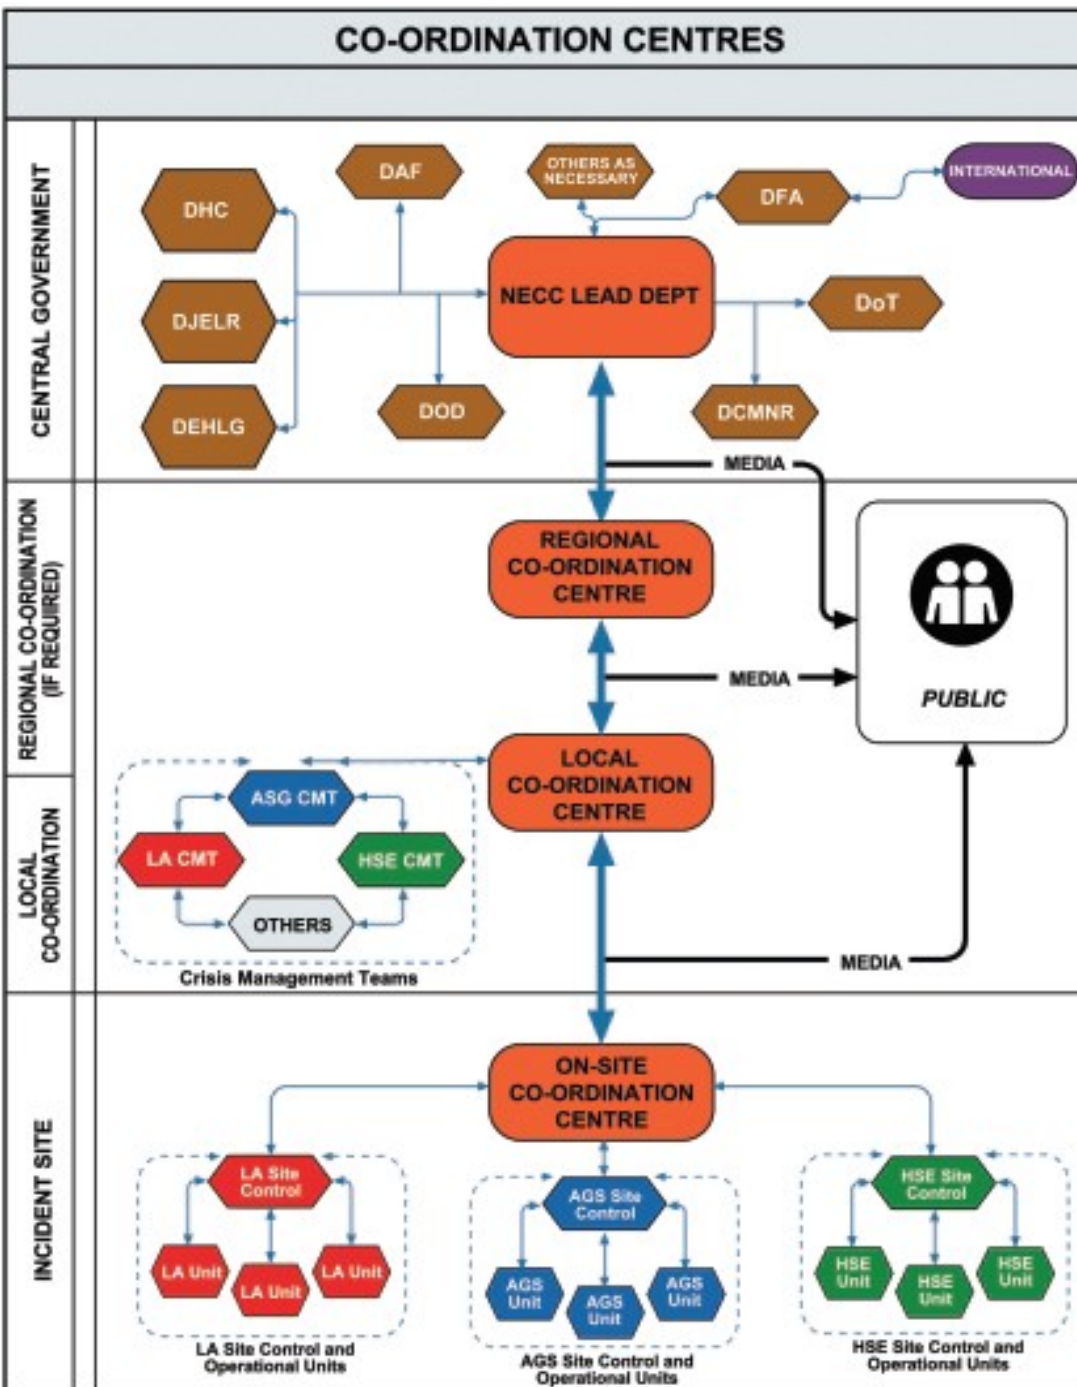 CO-ORDINATION CENTRES
CENTRAL GOVERNMENT
DAF
OTHERS AS
NECESSARY
INTERNATIONAL
DHC
DFA
NECC LEAD DEPT
DoT
DJELR
DOD
DCMNR
DEHLG
MEDIA
REGIONAL CO-ORDINATION
(IF REQUIRED)
REGIONAL
CO-ORDINATION
CENTRE
MEDIA
PUBLIC
LOCAL
CO-ORDINATION
LOCAL
CO-ORDINATION
CENTRE
ASG CMT
LA CMT
HSE CMT
OTHERS
Crisis Management Teams
MEDIA
INCIDENT SITE
ON-SITE
CO-ORDINATION
CENTRE
LA Site
Control
LA Unit
LA Unit
LA Unit
LA Site Control and
Operational Units
AGS Site
Control
AGS
Unit
AGS
Unit
AGS
Unit
AGS Site Control and
Operational Units
HSE Site
Control
HSE
Unit
HSE
Unit
HSE
Unit
HSE Site Control and
Operational Units